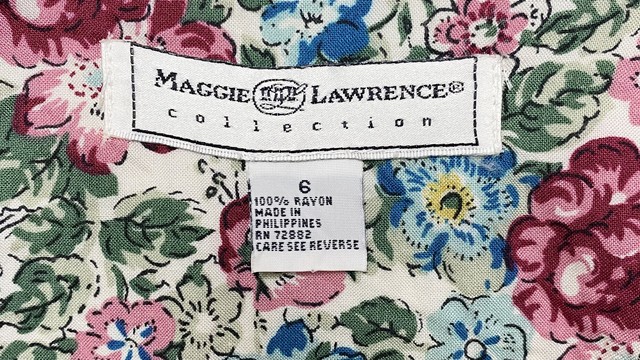 MAGGIE LAWRENCE®
collection
6
100% RAYON
MADE IN
PHILIPPINES
RN 72882
CARE SEE REVERSE